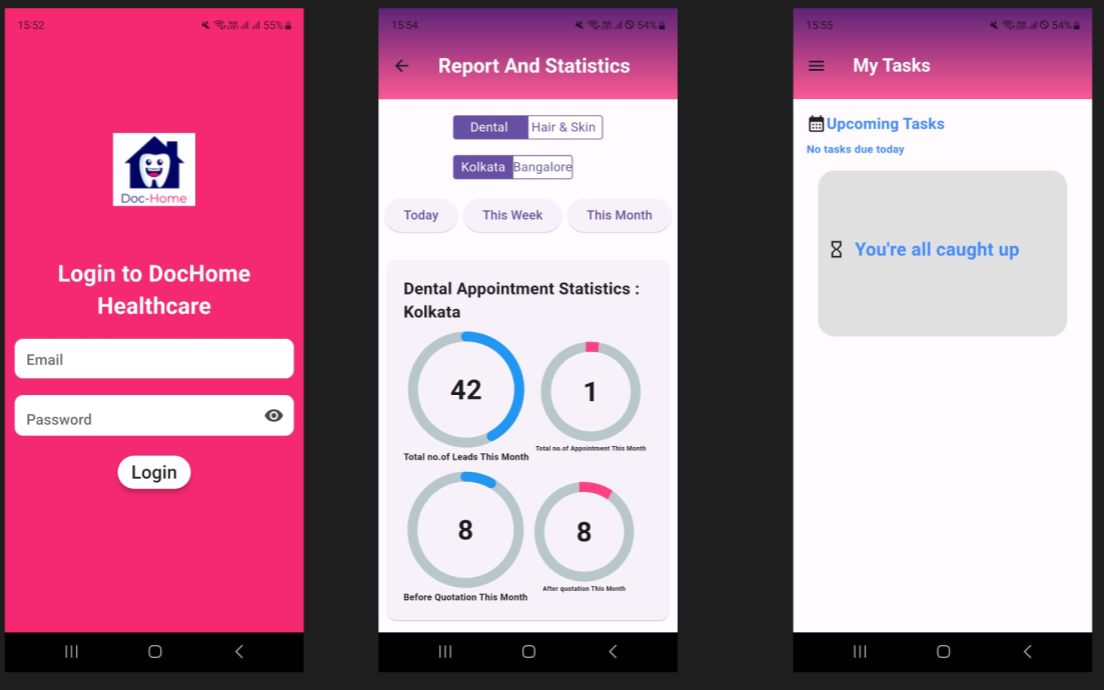 15:52
55%
Doc-Home
Login to DocHome
Healthcare
Email
Password
Login
15:54
54%
Report And Statistics
Dental
Hair & Skin
Kolkata
Bangalore
Today
This Week
This Month
Dental Appointment Statistics :
Kolkata
42
1
Total no.of Leads This Month
Total no.of Appointment This Month
8
8
Before Quotation This Month
After quotation This Month
15:55
54%
My Tasks
Upcoming Tasks
No tasks due today
You're all caught up